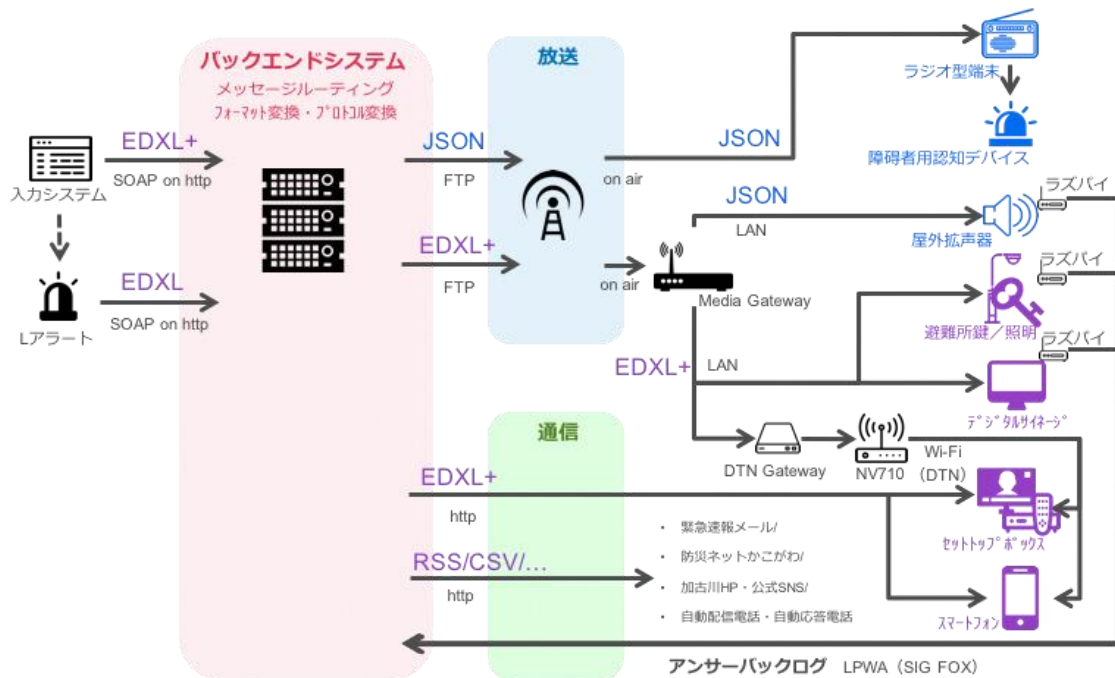 バックエンドシステム
メッセージルーティング
フォーマット変換・プロトコル変換
放送
ラジオ型端末
障碍者用認知デバイス
EDXL+
SOAP on http
入力システム
JSON
FTP
JSON
on air
JSON
LAN
ラズパイ
屋外拡声器
EDXL+
FTP
on air
Media Gateway
ラズパイ
避難所鍵/照明
EDXL
SOAP on http
Lアラート
EDXL+
LAN
ラズパイ
デジタルサイネージ
通信
DTN Gateway
NV710
Wi-Fi
(DTN)
EDXL+
http
セットトップボックス
RSS/CSV/…
http
• 緊急速報メール/
• 防災ネットかこがわ/
• 加古川HP・公式SNS/
• 自動配信電話・自動応答電話
スマートフォン
アンサーバックログ LPWA(SIG FOX)